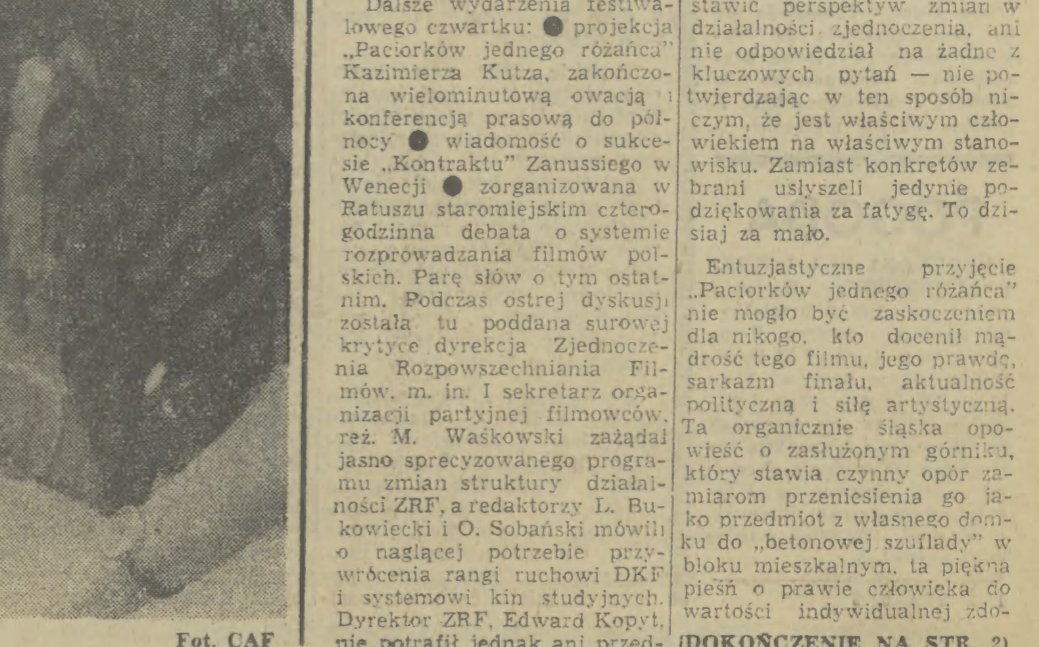 Dalsze wydarzenia festiwa-
lowego czwartku: ● projekcja
„Paciorków jednego różańca”
Kazimierza Kutza, zakończo-
na wielominutową owacją i
konferencją prasową do pół-
nocy ● wiadomość o sukce-
sie „Kontraktu” Zanussiego w
Wenecji ● zorganizowana w
Ratuszu staromiejskim cztero-
godzinna debata o systemie
rozprowadzania filmów pol-
skich. Parę słów o tym ostat-
nim. Podczas ostrej dyskusji
została tu poddana surowej
krytyce dyrekcja Zjednocze-
nia Rozpowszechniania Fil-
mów, m. in. I sekretarz orga-
nizacji partyjnej filmowców,
reż. M. Waśkowski zażądał
jasno sprecyzowanego progra-
mu zmian struktury działal-
ności ZRF, a redaktorzy L. Bu-
kowiecki i O. Sobański mówili
o naglącej potrzebie przy-
wrócenia rangi ruchowi DKF
i systemowi kin studyjnych.
Dyrektor ZRF, Edward Kopyt,
nie potrafił jednak ani przed-
stawić perspektyw zmian w
działalności zjednoczenia, ani
nie odpowiedział na żadne z
kluczowych pytań — nie po-
twierdzając w ten sposób ni-
czym, że jest właściwym czło-
wiekiem na właściwym stano-
wisku. Zamiast konkretów ze-
brani usłyszeli jedynie po-
dziękowania za fatygę. To dzi-
siaj za mało.
Entuzjastyczne przyjęcie
„Paciorków jednego różańca”
nie mogło być zaskoczeniem
dla nikogo, kto docenił mą-
drość tego filmu, jego prawdę,
sarkazm finału, aktualność
polityczną i siłę artystyczną.
Ta organicznie śląska opo-
wieść o zasłużonym górniku,
który stawia czynny opór za-
miarom przeniesienia go ja-
ko przedmiot z własnego dom-
ku do „betonowej szuflady” w
bloku mieszkalnym, ta piękna
pieśń o prawie człowieka do
wartości indywidualnej zdo-
(DOKOŃCZENIE NA STR. 2)
Fot. CAF